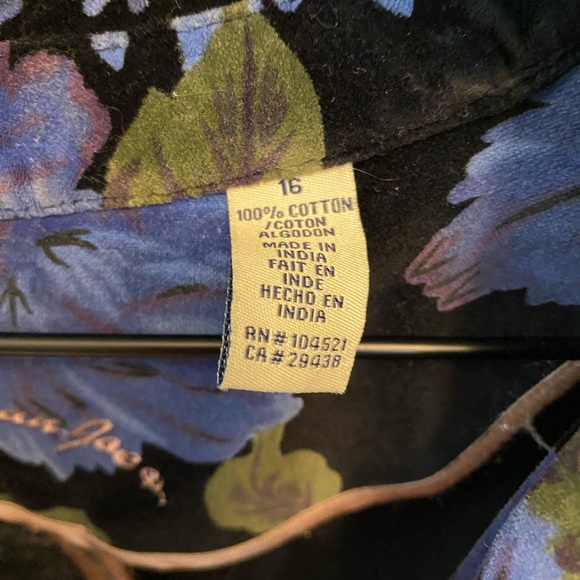 16
100% COTTON
/COTON
ALGODON
MADE IN
INDIA
FAIT EN
INDE
HECHO EN
INDIA
RN#104521
CA#29438